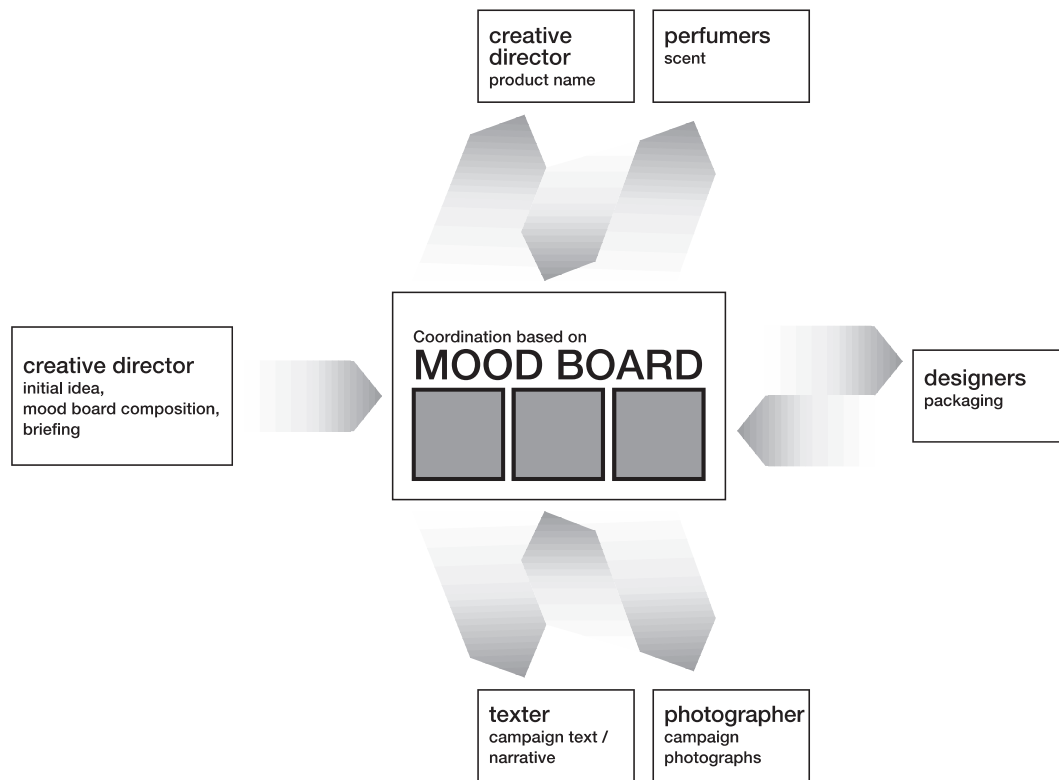 creative
director
product name
perfumers
scent
creative director
initial idea,
mood board composition,
briefing
Coordination based on
MOOD BOARD
designers
packaging
texter
campaign text /
narrative
photographer
campaign
photographs